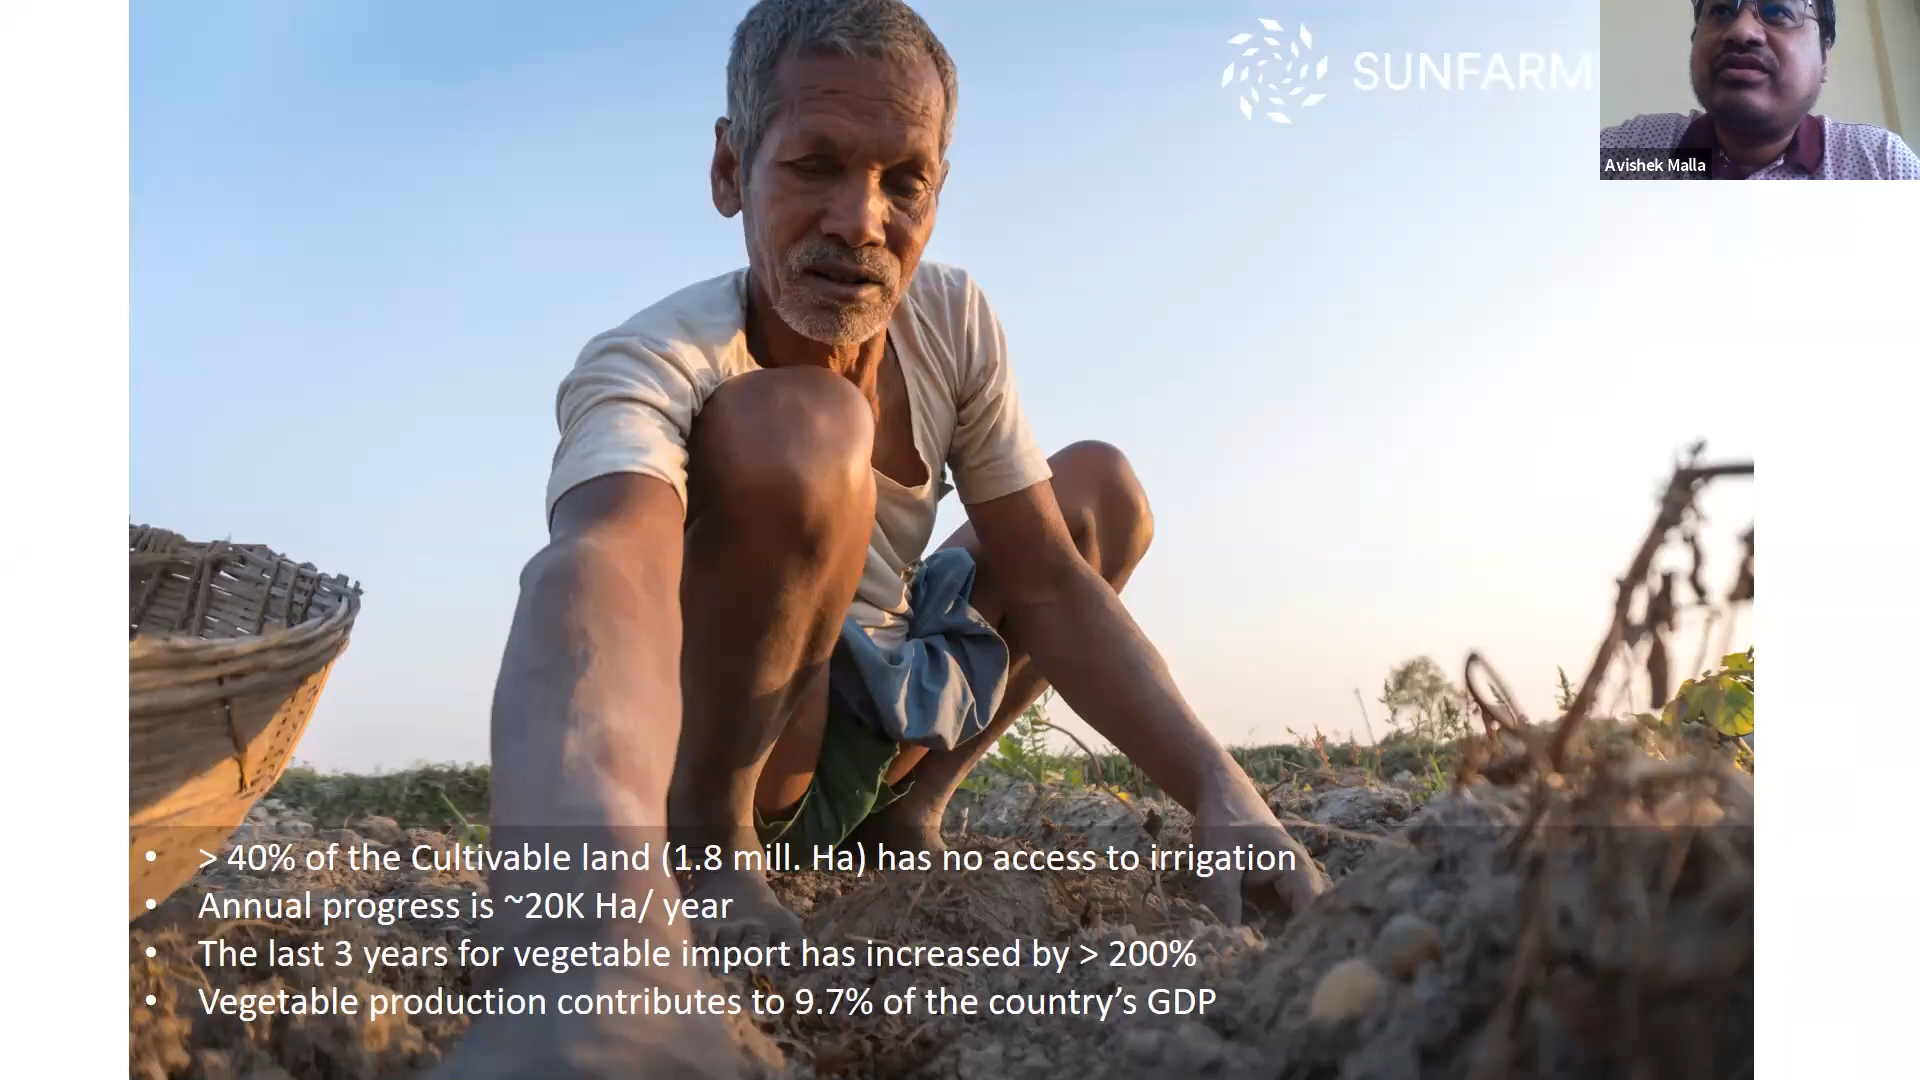 SUNFARM
Avishek Malla
• > 40% of the Cultivable land (1.8 mill. Ha) has no access to irrigation
• Annual progress is ~20K Ha/ year
• The last 3 years for vegetable import has increased by > 200%
• Vegetable production contributes to 9.7% of the country’s GDP